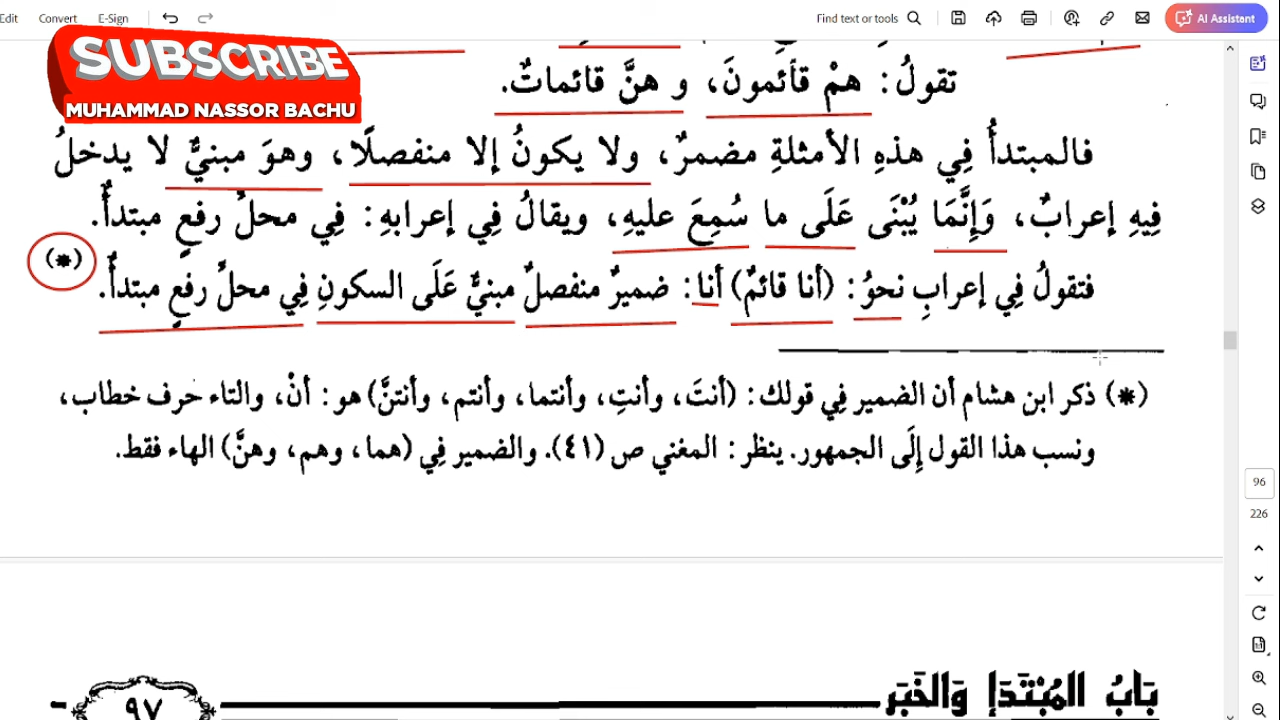 Edit Convert E-Sign Find text or tools AI Assistant
SUBSCRIBE
MUHAMMAD NASSOR BACHU
تقولُ: همْ قائمونَ، و هنَّ قائماتٌ.
فالمبتدأُ فِي هذهِ الأمثلةِ مضمرٌ، ولا يكونُ إلا منفصلًا، وهوَ مبنيٌّ لا يدخلُ
فِيهِ إعرابٌ، وَإِنَّمَا يُبْنَى عَلَى ما سُمِعَ عليهِ، ويقالُ فِي إعرابهِ: فِي محلِّ رفعٍ مبتدأٌ.
(*)
فتقولُ فِي إعرابِ نحوُ: (أنا قائمٌ) أنا: ضميرٌ منفصلٌ مبنيٌّ عَلَى السكونِ فِي محلِّ رفعٍ مبتدأٌ.
(*) ذكر ابن هشام أن الضمير فِي قولك: (أنتَ، وأنتِ، وأنتما، وأنتم، وأنتنَّ) هو: أنْ، والتاء حرف خطاب،
ونسب هذا القول إِلَى الجمهور. ينظر: المغني ص (٤١). والضمير فِي (هما، وهم، وهنَّ) الهاء فقط.
96
226
بَابُ المُبْتَدَإِ وَالخَبَرِ
٩٧